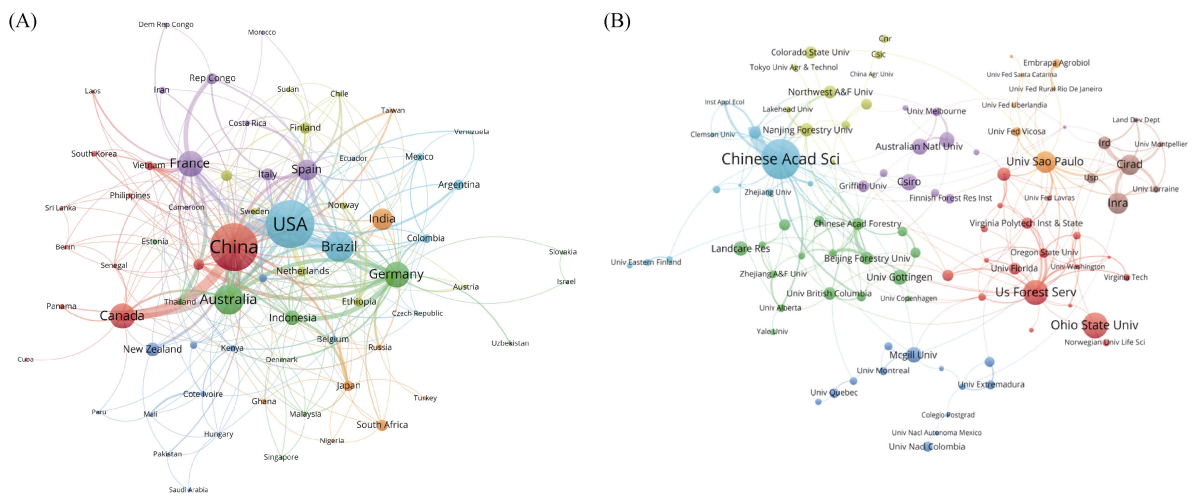 (A)
Dem Rep Congo
Morocco
Rep Congo
Laos
Iran
Sudan
Chile
Taiwan
Costa Rica
Finland
Venezuela
South Korea
Vietnam
France
Italy
Spain
Ecuador
Mexico
Philippines
Argentina
Cameroon
Sweden
Norway
India
Sri Lanka
USA
China
Brazil
Colombia
Benin
Estonia
Slovakia
Senegal
Netherlands
Germany
Israel
Austria
Panama
Thailand
Australia
Ethiopia
Canada
Indonesia
Czech Republic
Belgium
Uzbekistan
New Zealand
Kenya
Russia
Cuba
Denmark
Japan
Cote Ivoire
Turkey
Ghana
Peru
Mali
Malaysia
South Africa
Hungary
Nigeria
Pakistan
Singapore
Saudi Arabia
(B)
Cnr
Colorado State Univ
Csic
Tokyo Univ Agr & Technol
China Agr Univ
Embrapa Agrobiol
Univ Fed Santa Catarina
Northwest A&F Univ
Univ Fed Rural Rio De Janeiro
Inst Appl Ecol
Lakehead Univ
Univ Melbourne
Univ Fed Uberlandia
Clemson Univ
Nanjing Forestry Univ
Univ Fed Vicosa
Land Dev Dept
Australian Natl Univ
Ird
Univ Montpellier
Chinese Acad Sci
Univ Sao Paulo
Cirad
Zhejiang Univ
Griffith Univ
Csiro
Usp
Univ Lorraine
Finnish Forest Res Inst
Univ Fed Lavras
Inra
Chinese Acad Forestry
Virginia Polytech Inst & State
Landcare Res
Beijing Forestry Univ
Oregon State Univ
Univ Eastern Finland
Zhejiang A&F Univ
Univ Gottingen
Univ Florida
Univ Washington
Virginia Tech
Univ British Columbia
Univ Copenhagen
Us Forest Serv
Univ Alberta
Yale Univ
Ohio State Univ
Norwegian Univ Life Sci
Mcgill Univ
Univ Montreal
Univ Quebec
Univ Extremadura
Colegio Postgrad
Univ Nacl Autonoma Mexico
Univ Nacl Colombia